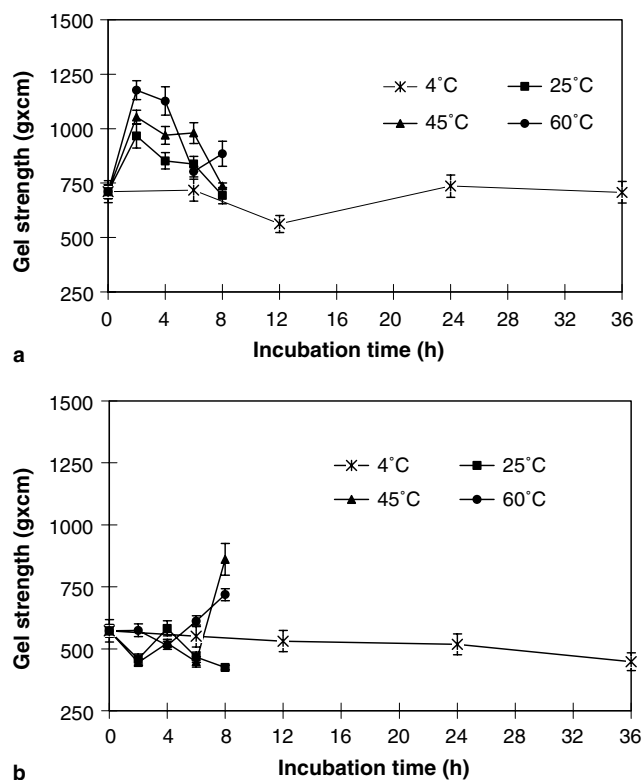 1500
1250
1000
750
500
250
Gel strength (gxcm)
4˚C 25˚C
45˚C 60˚C
0 4 8 12 16 20 24 28 32 36
Incubation time (h)
a
1500
1250
1000
750
500
250
Gel strength (gxcm)
4˚C 25˚C
45˚C 60˚C
0 4 8 12 16 20 24 28 32 36
Incubation time (h)
b